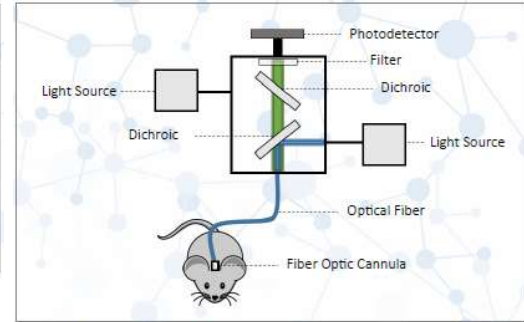 Photodetector
Filter
Light Source
Dichroic
Dichroic
Light Source
Optical Fiber
Fiber Optic Cannula